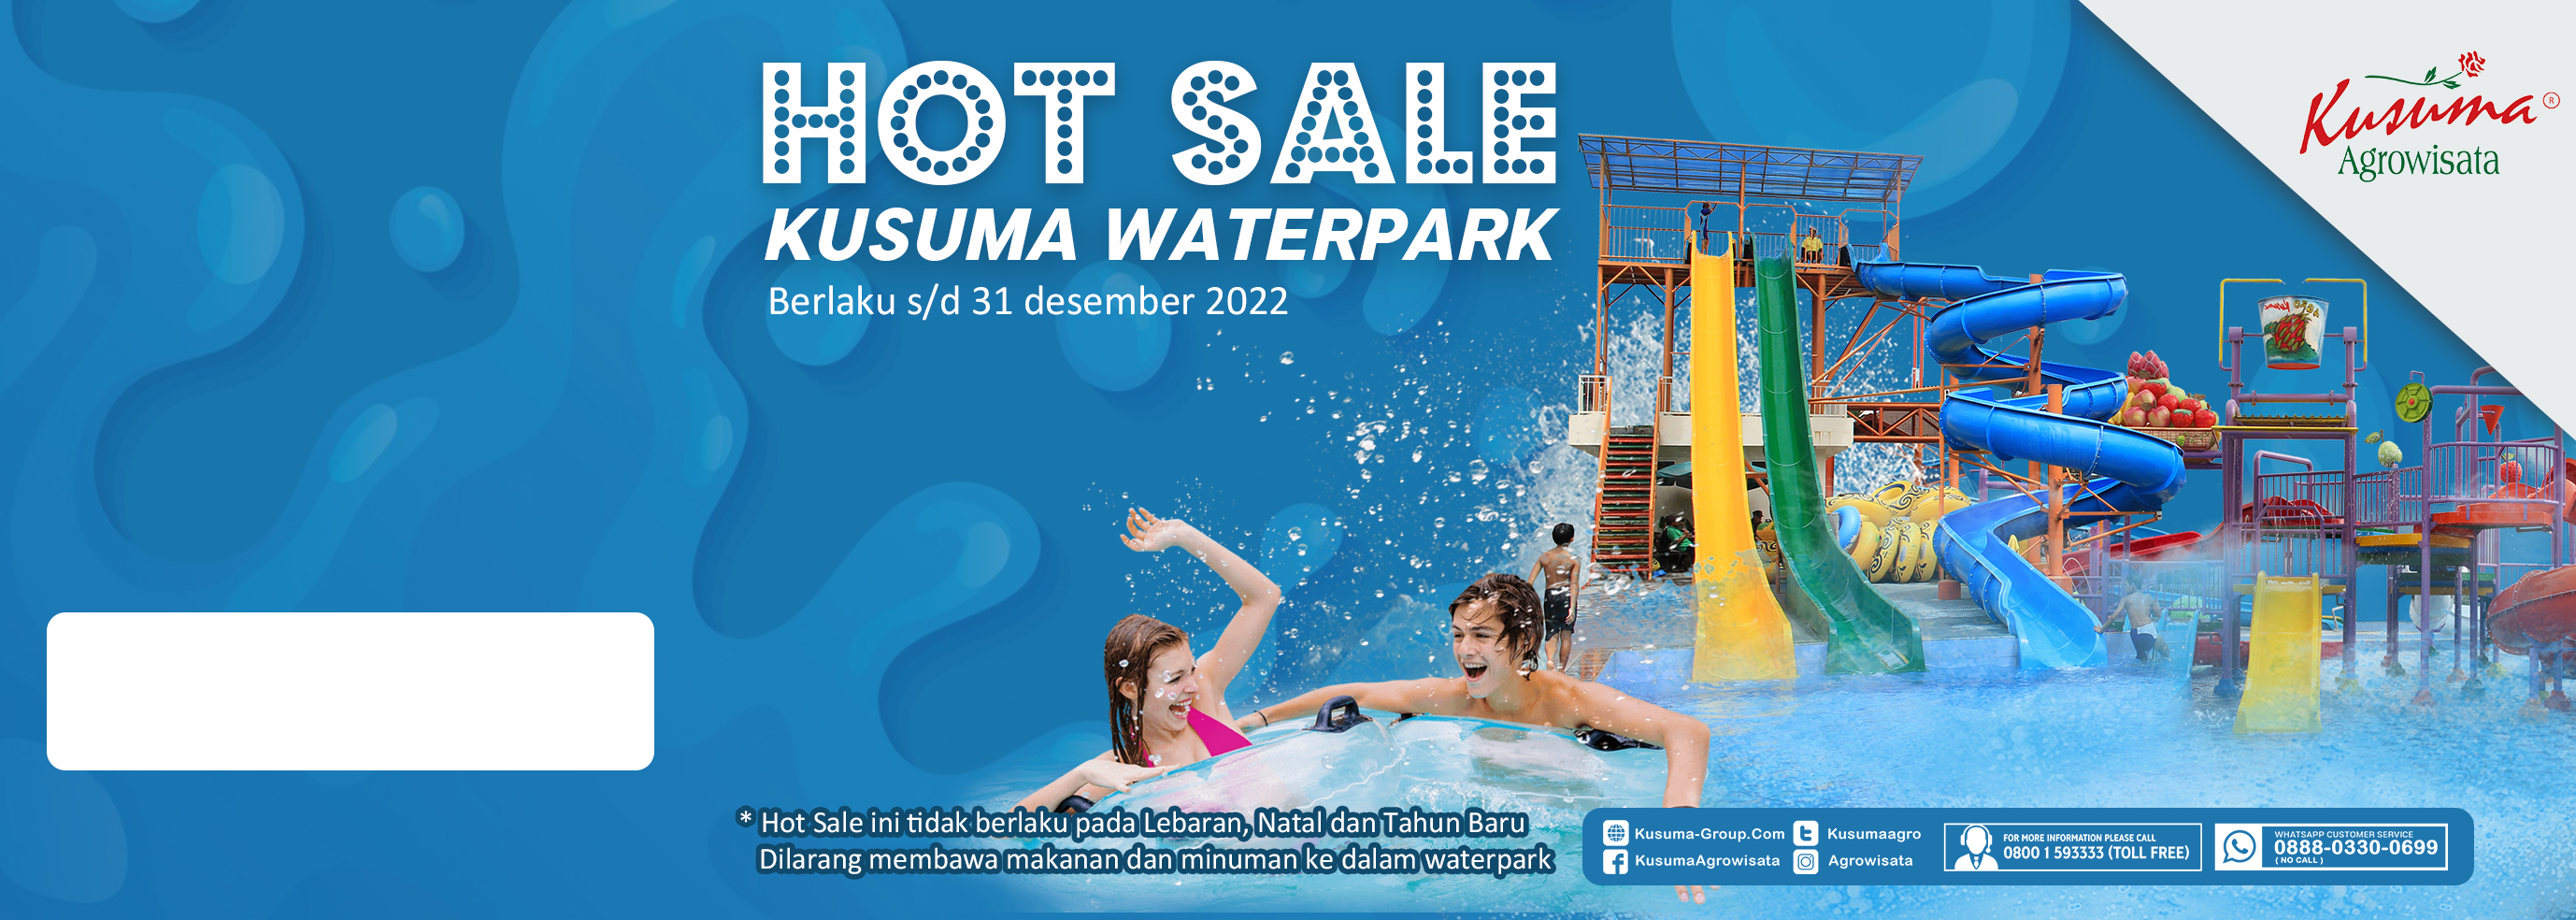 HOT SALE
KUSUMA WATERPARK
Berlaku s/d 31 desember 2022
Kusuma ®
Agrowisata
* Hot Sale ini tidak berlaku pada Lebaran, Natal dan Tahun Baru
Dilarang membawa makanan dan minuman ke dalam waterpark
Kusuma-Group.Com
KusumaAgrowisata
Kusumaagro
Agrowisata
FOR MORE INFORMATION PLEASE CALL
0800 1 593333 (TOLL FREE)
WHATSAPP CUSTOMER SERVICE
0888-0330-0699
( NO CALL )